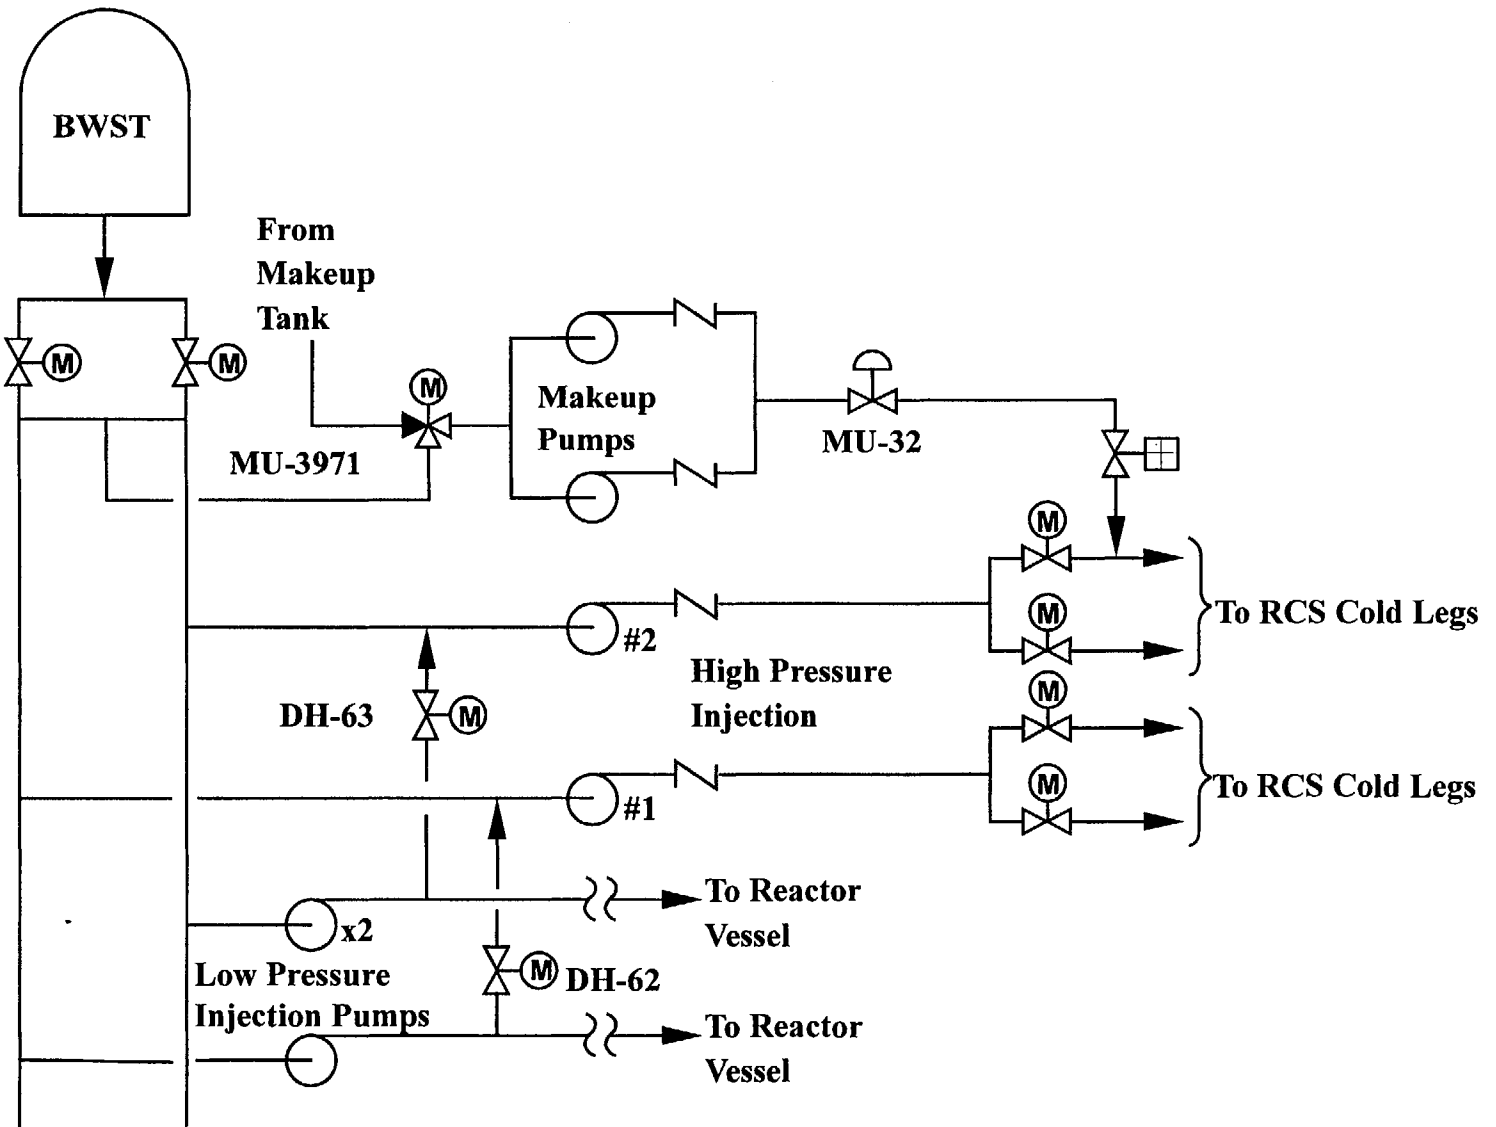 BWST
From
Makeup
Tank
M
M
M
MU-3971
Makeup
Pumps
MU-32
M
M
To RCS Cold Legs
#2
High Pressure
Injection
DH-63
M
M
M
To RCS Cold Legs
#1
To Reactor
Vessel
x2
Low Pressure
Injection Pumps
M
DH-62
To Reactor
Vessel